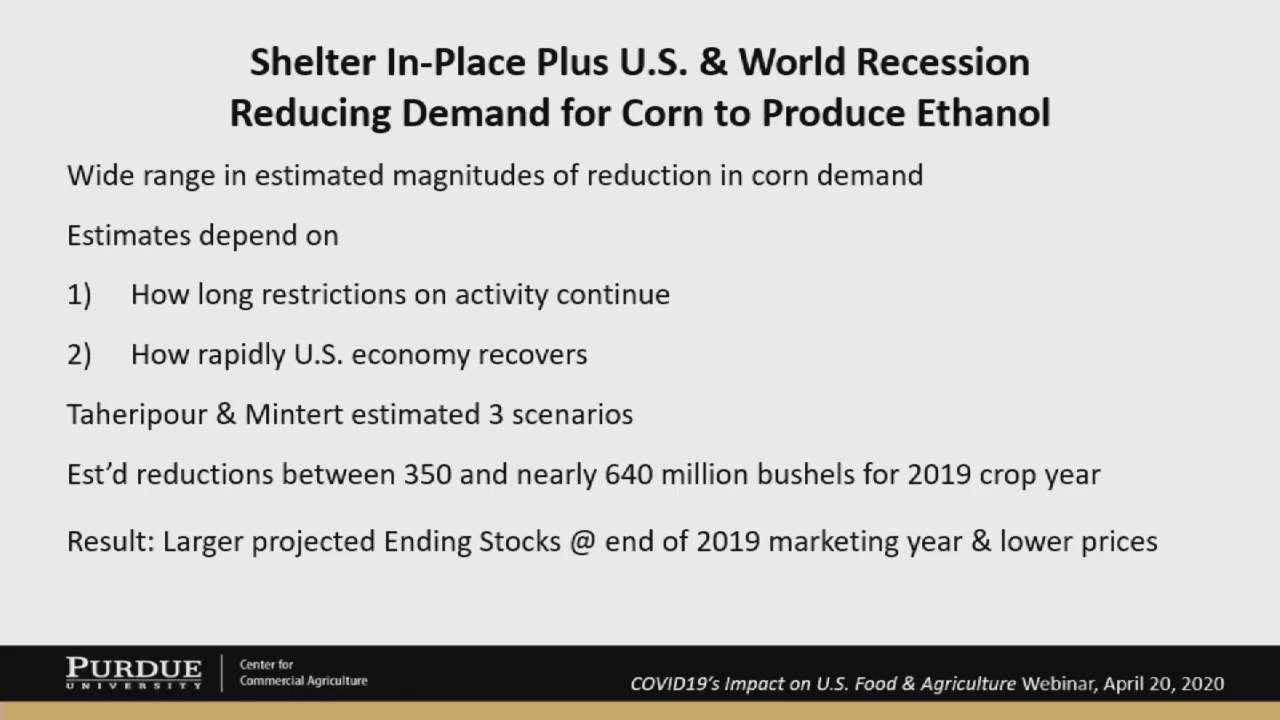 Shelter In-Place Plus U.S. & World Recession
Reducing Demand for Corn to Produce Ethanol
Wide range in estimated magnitudes of reduction in corn demand
Estimates depend on
1) How long restrictions on activity continue
2) How rapidly U.S. economy recovers
Taheripour & Mintert estimated 3 scenarios
Est’d reductions between 350 and nearly 640 million bushels for 2019 crop year
Result: Larger projected Ending Stocks @ end of 2019 marketing year & lower prices
PURDUE
UNIVERSITY
Center for
Commercial Agriculture
COVID19’s Impact on U.S. Food & Agriculture Webinar, April 20, 2020